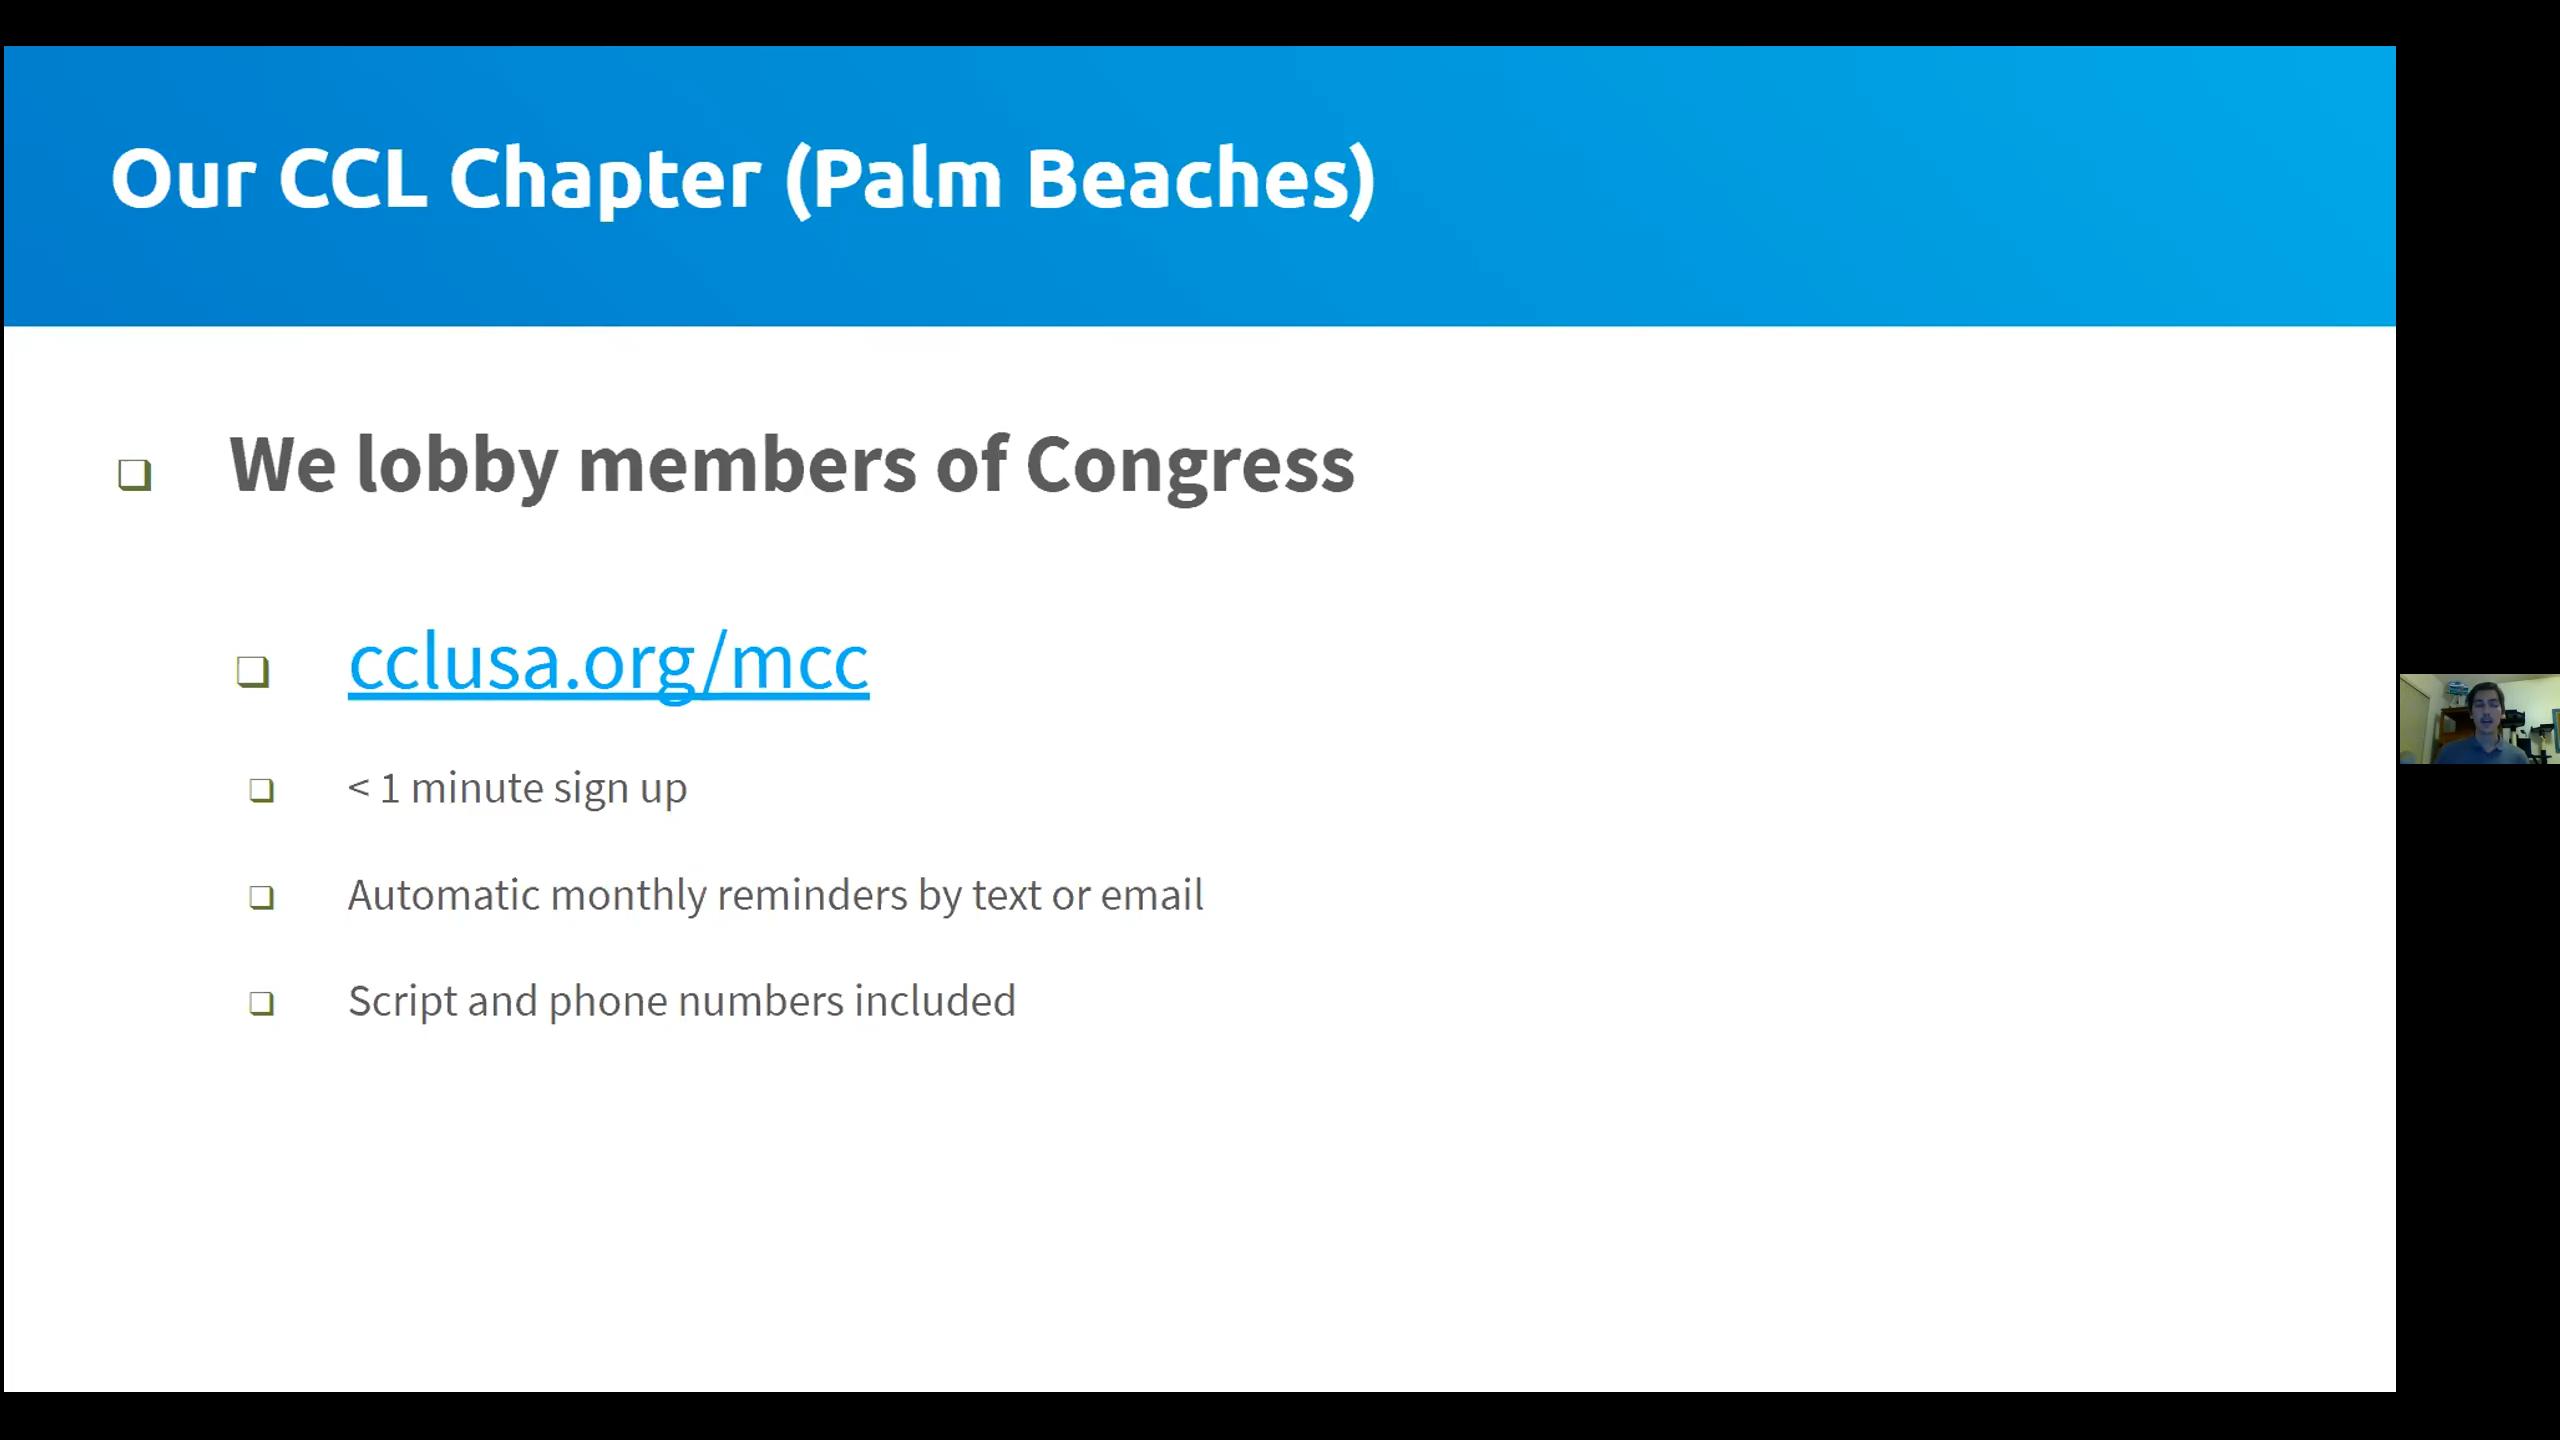 Our CCL Chapter (Palm Beaches)
We lobby members of Congress
cclusa.org/mcc
< 1 minute sign up
Automatic monthly reminders by text or email
Script and phone numbers included